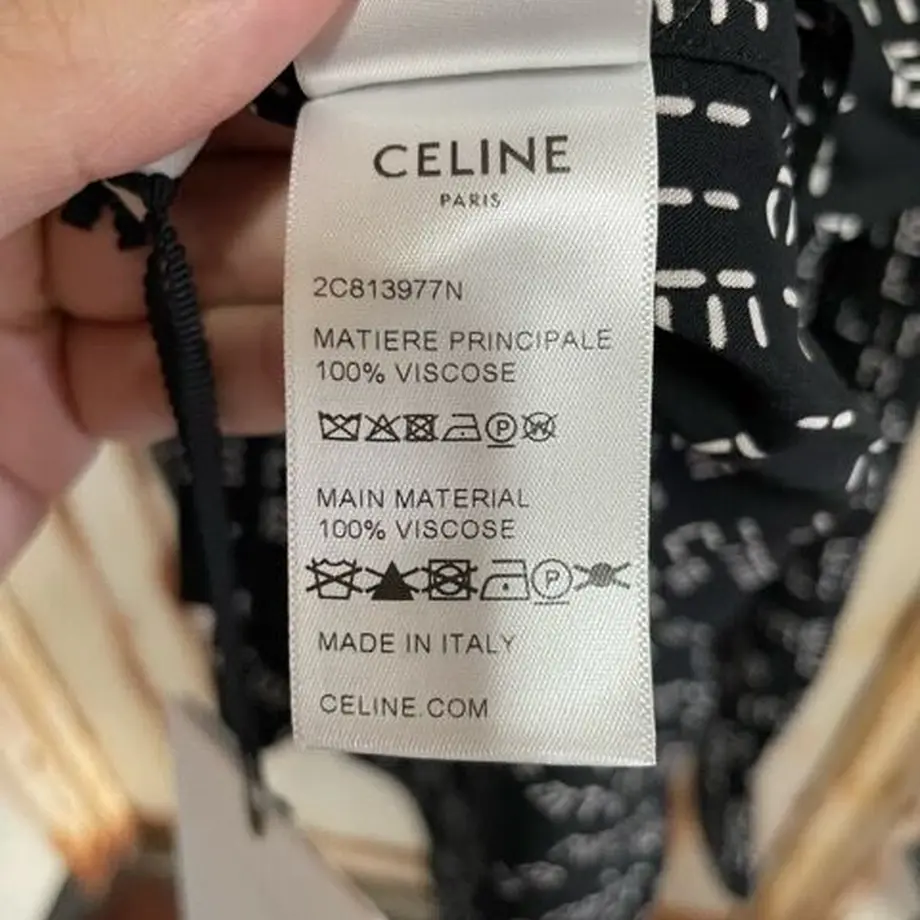 CELINE
PARIS
2C813977N
MATIERE PRINCIPALE
100% VISCOSE
P W
MAIN MATERIAL
100% VISCOSE
P
MADE IN ITALY
CELINE.COM